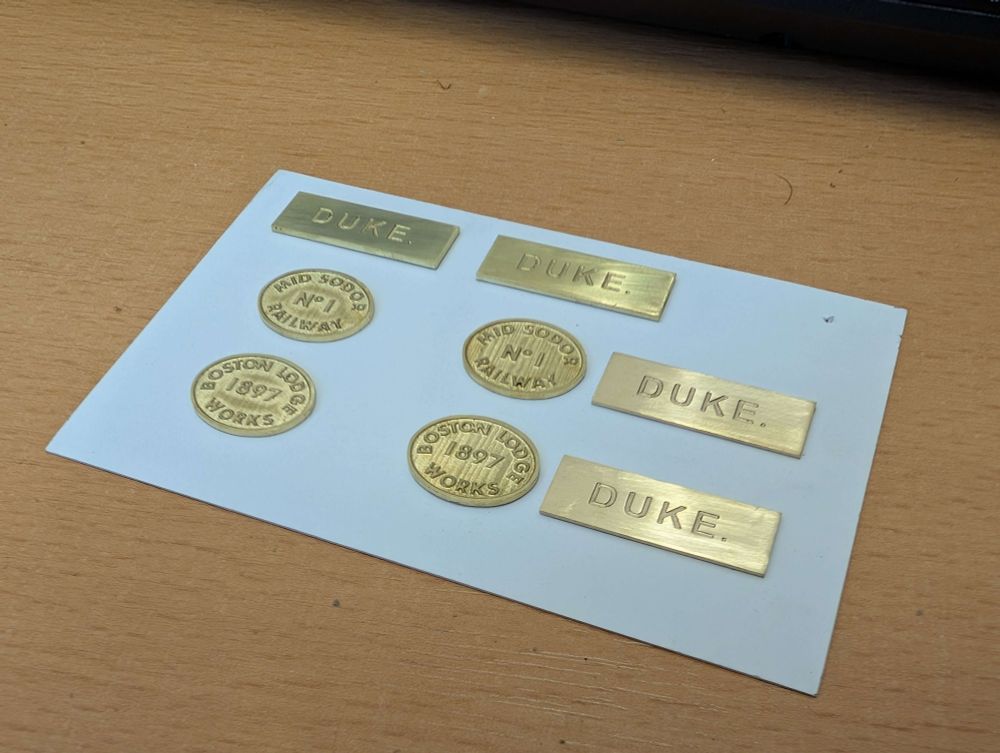 DUKE.
DUKE.
MID SODOR
Nº1
RAILWAY
MID SODOR
Nº1
RAILWAY
DUKE.
BOSTON LODGE
1897
WORKS
BOSTON LODGE
1897
WORKS
DUKE.